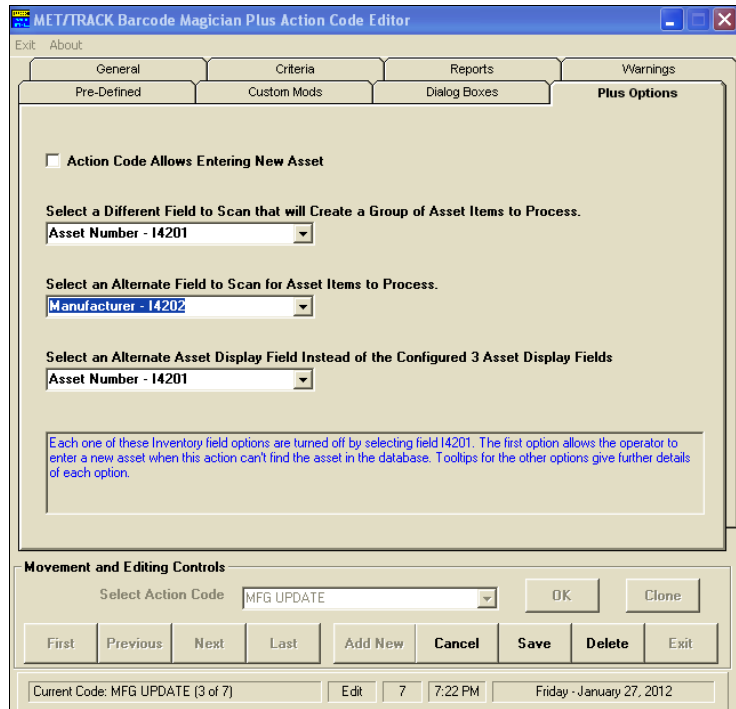 MET/TRACK Barcode Magician Plus Action Code Editor
Exit About
General Criteria Reports Warnings
Pre-Defined Custom Mods Dialog Boxes Plus Options
Action Code Allows Entering New Asset
Select a Different Field to Scan that will Create a Group of Asset Items to Process.
Asset Number - I4201
Select an Alternate Field to Scan for Asset Items to Process.
Manufacturer - I4202
Select an Alternate Asset Display Field Instead of the Configured 3 Asset Display Fields
Asset Number - I4201
Each one of these Inventory field options are turned off by selecting field I4201. The first option allows the operator to
enter a new asset when this action can't find the asset in the database. Tooltips for the other options give further details
of each option.
Movement and Editing Controls
Select Action Code MFG UPDATE OK Clone
First Previous Next Last Add New Cancel Save Delete Exit
Current Code: MFG UPDATE (3 of 7) Edit 7 7:22 PM Friday - January 27, 2012